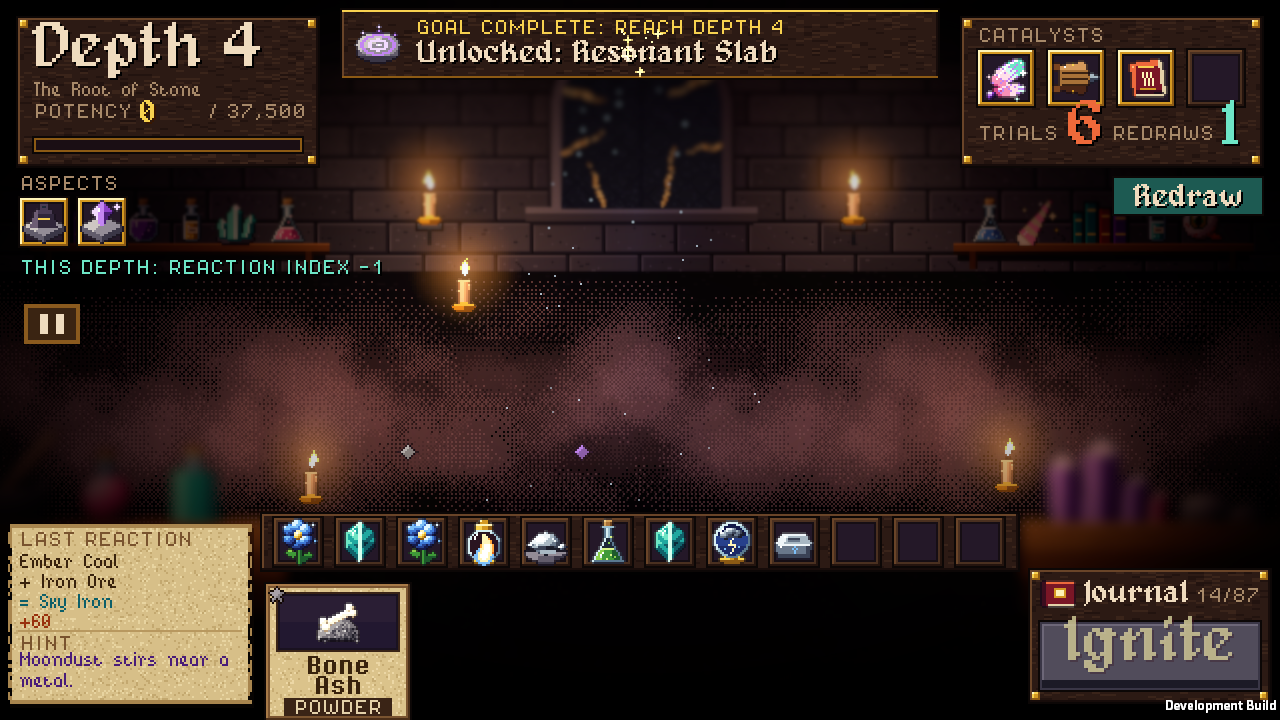 Depth 4
The Root of Stone
POTENCY 0 / 37,500
ASPECTS
THIS DEPTH: REACTION INDEX -1
GOAL COMPLETE: REACH DEPTH 4
Unlocked: Resonant Slab
CATALYSTS
TRIALS 6 REDRAWS 1
Redraw
LAST REACTION
Ember Coal
+ Iron Ore
= Sky Iron
+60
HINT
Moondust stirs near a
metal.
Bone
Ash
POWDER
Journal 14/87
Ignite
Development Build